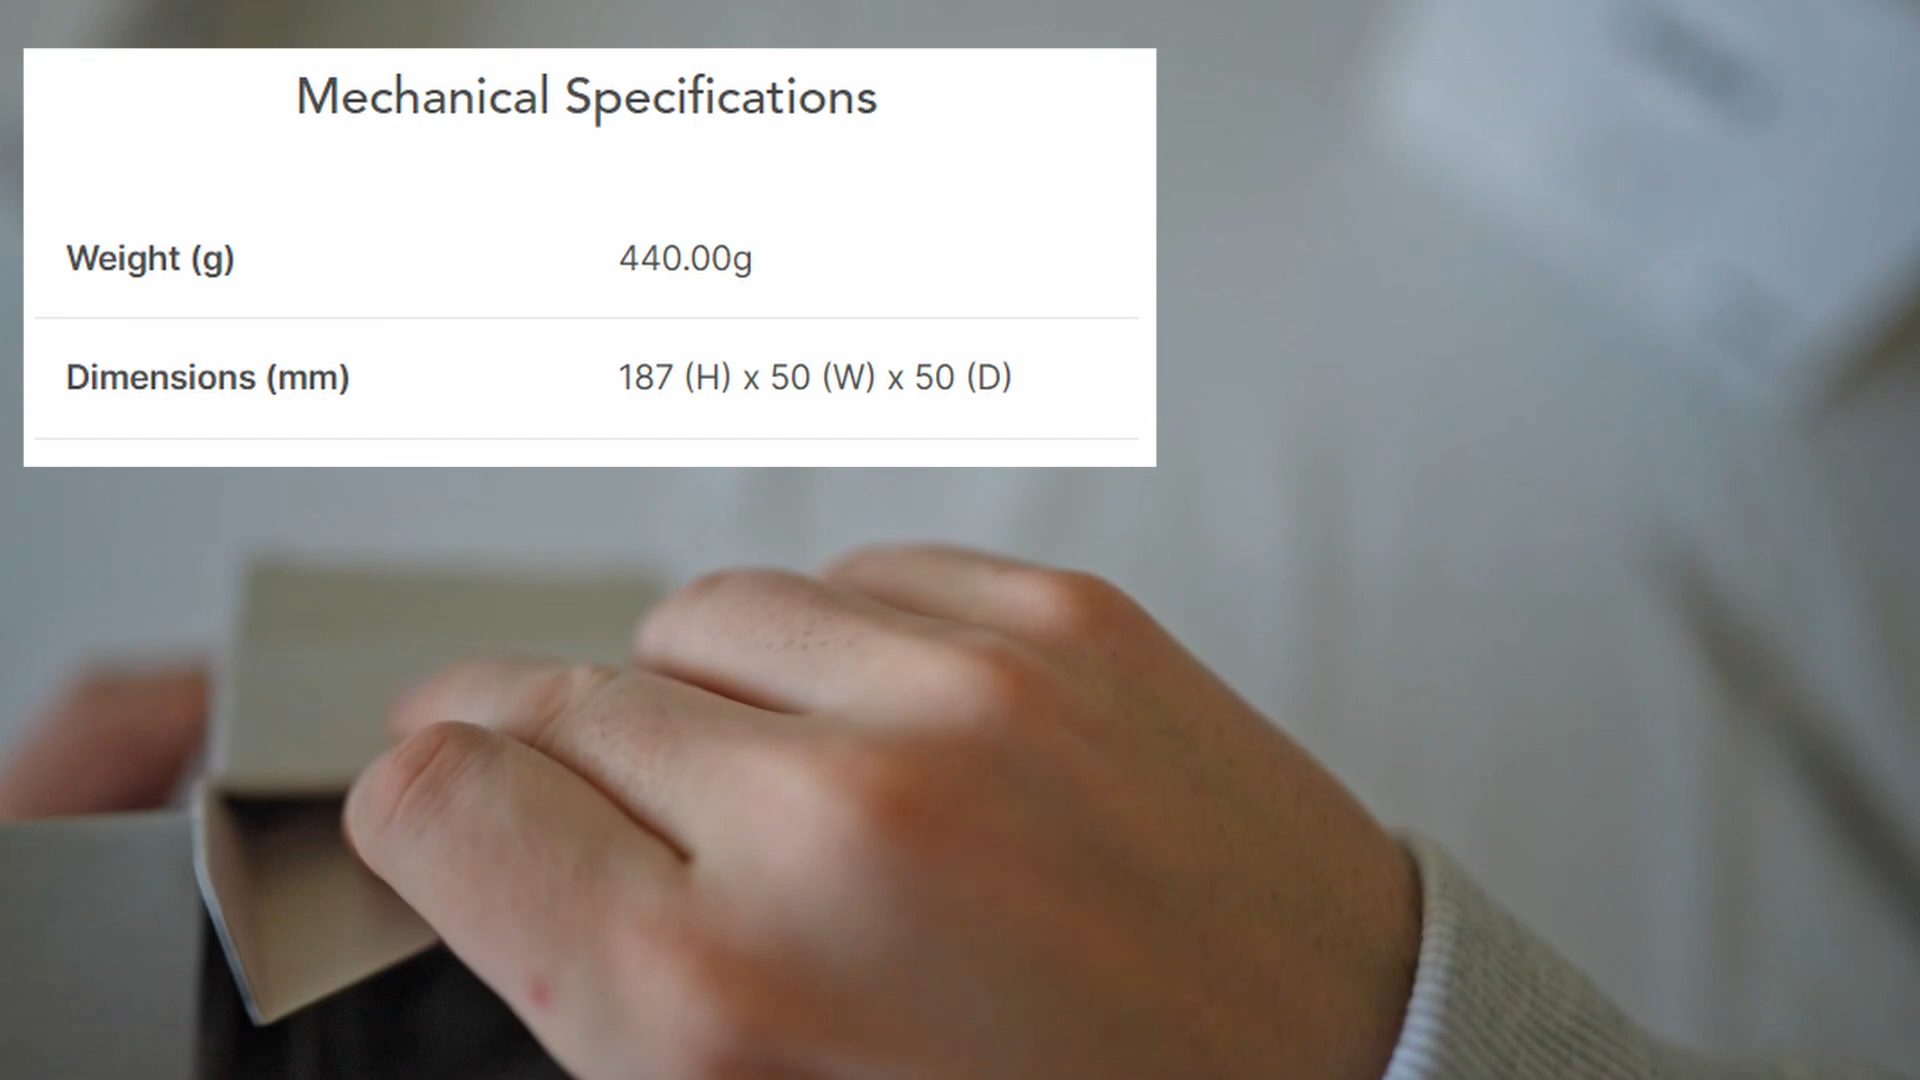 Mechanical Specifications
Weight (g) 440.00g
Dimensions (mm) 187 (H) x 50 (W) x 50 (D)